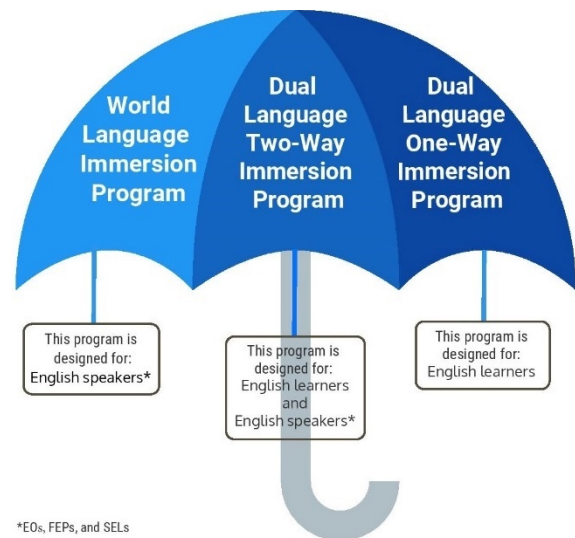 World
Language
Immersion
Program
Dual
Language
Two-Way
Immersion
Program
Dual
Language
One-Way
Immersion
Program
This program is
designed for:
English speakers*
This program is
designed for:
English learners
and
English speakers*
This program is
designed for:
English learners
*EOs, FEPs, and SELs